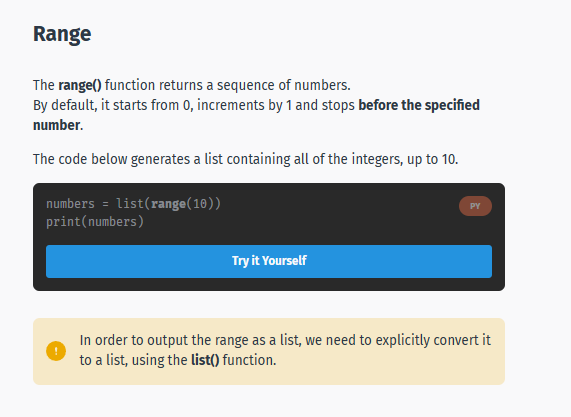 Range
The range() function returns a sequence of numbers.
By default, it starts from 0, increments by 1 and stops before the specified
number.
The code below generates a list containing all of the integers, up to 10.
numbers = list(range(10))
PY
print(numbers)
Try it Yourself
!
In order to output the range as a list, we need to explicitly convert it
to a list, using the list() function.